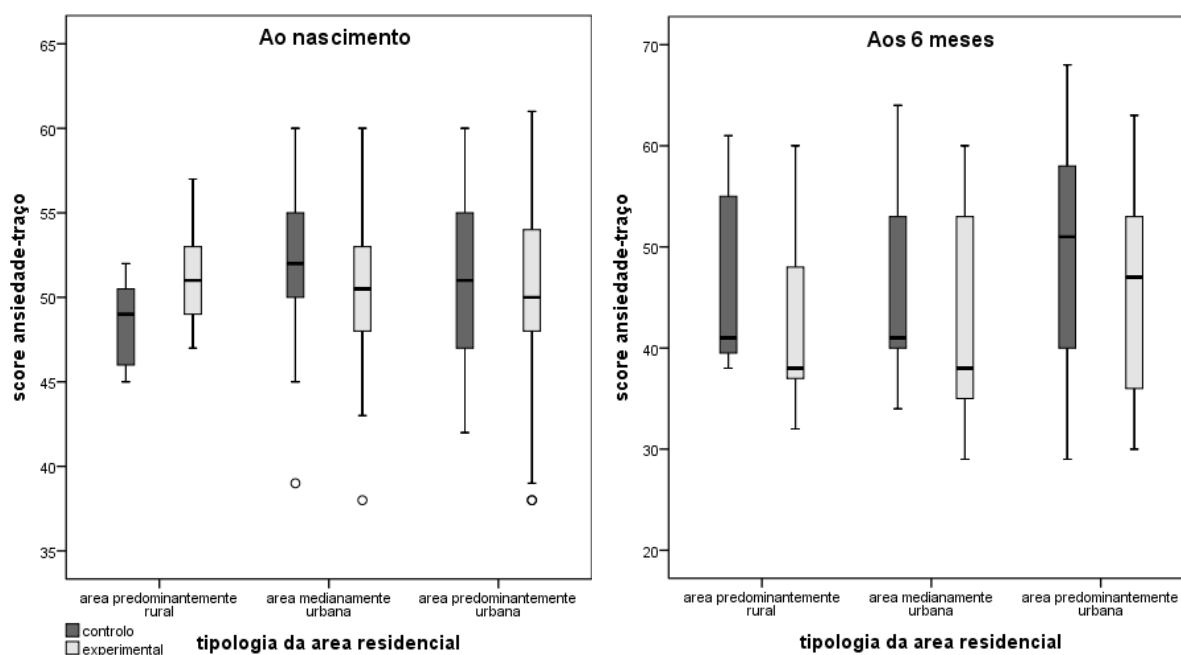 Ao nascimento
score ansiedade-traço
65
60
55
50
45
40
35
area predominantemente
rural
area medianamente
urbana
area predominantemente
urbana
tipologia da area residencial
controlo
experimental
Aos 6 meses
score ansiedade-traço
70
60
50
40
30
20
area predominantemente
rural
area medianamente
urbana
area predominantemente
urbana
tipologia da area residencial